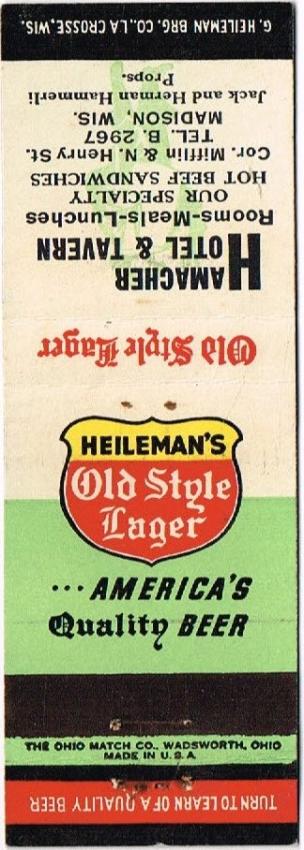 G. HEILEMAN BRG. CO., LA CROSSE, WIS.
HAMACHER
HOTEL & TAVERN
Rooms-Meals-Lunches
OUR SPECIALTY
HOT BEEF SANDWICHES
Cor. Mifflin & N. Henry St.
TEL. B. 2967
MADISON, WIS.
Jack and Herman Hammerli
Props.
Old Style Lager
HEILEMAN'S
Old Style
Lager
...AMERICA'S
Quality BEER
THE OHIO MATCH CO., WADSWORTH, OHIO
MADE IN U.S.A.
TURN TO LEARN OF A QUALITY BEER